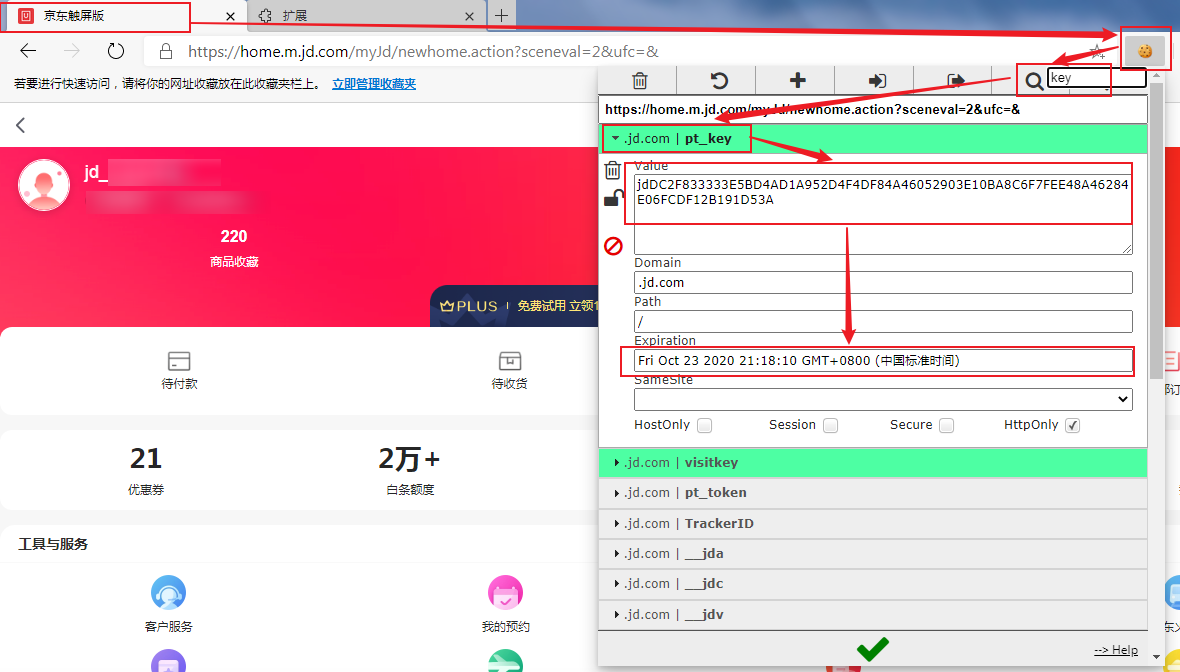 京东触屏版
扩展
https://home.m.jd.com/myJd/newhome.action?sceneval=2&ufc=&
若要进行快速访问，请将你的网址收藏放在此收藏夹栏上。 立即管理收藏夹
key
https://home.m.jd.com/myJd/newhome.action?sceneval=2&ufc=&
.jd.com | pt_key
Value
jdDC2F833333E5BD4AD1A952D4F4DF84A46052903E10BA8C6F7FEE48A46284
E06FCDF12B191D53A
Domain
.jd.com
Path
/
Expiration
Fri Oct 23 2020 21:18:10 GMT+0800 (中国标准时间)
SameSite
HostOnly Session Secure HttpOnly
.jd.com | visitkey
.jd.com | pt_token
.jd.com | TrackerID
.jd.com | __jda
.jd.com | __jdc
.jd.com | __jdv
--> Help
jd_
220
商品收藏
PLUS 免费试用 立领
待付款
待收货
21
优惠券
2万+
白条额度
工具与服务
客户服务
我的预约